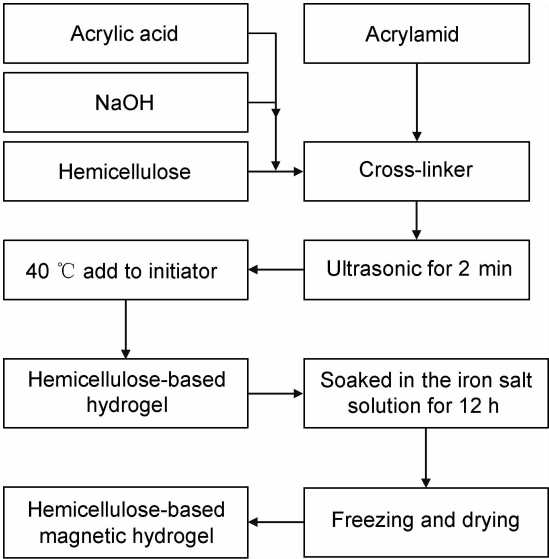 Acrylic acid
Acrylamid
NaOH
Hemicellulose
Cross-linker
40 ℃ add to initiator
Ultrasonic for 2 min
Hemicellulose-based
hydrogel
Soaked in the iron salt
solution for 12 h
Hemicellulose-based
magnetic hydrogel
Freezing and drying